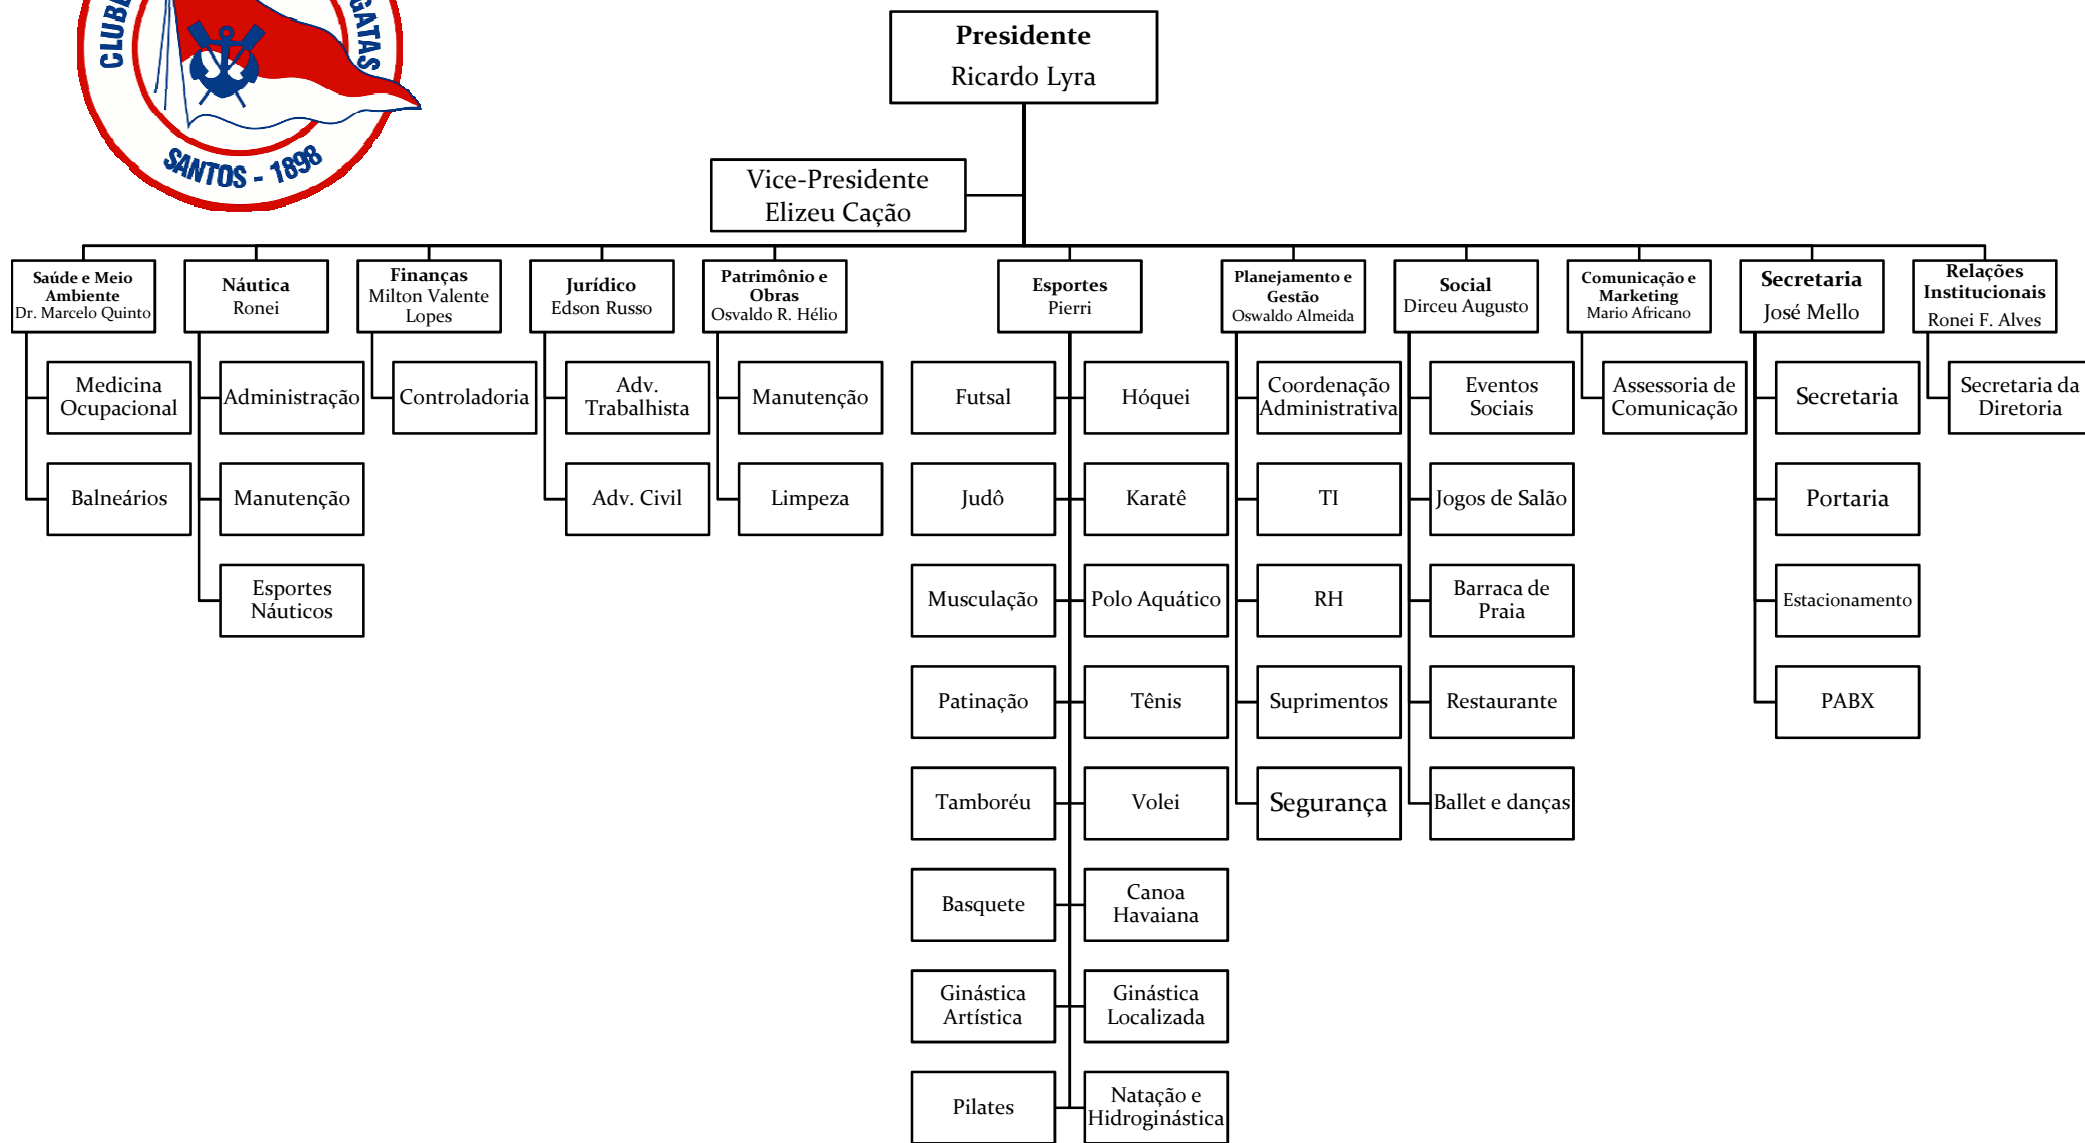 CLUBE
GATAS
SANTOS - 1898
Presidente
Ricardo Lyra
Vice-Presidente
Elizeu Cação
Saúde e Meio
Ambiente
Dr. Marcelo Quinto
Náutica
Ronei
Finanças
Milton Valente
Lopes
Jurídico
Edson Russo
Patrimônio e
Obras
Osvaldo R. Hélio
Esportes
Pierri
Planejamento e
Gestão
Oswaldo Almeida
Social
Dirceu Augusto
Comunicação e
Marketing
Mario Africano
Secretaria
José Mello
Relações
Institucionais
Ronei F. Alves
Medicina
Ocupacional
Administração
Controladoria
Adv.
Trabalhista
Manutenção
Futsal
Hóquei
Coordenação
Administrativa
Eventos
Sociais
Assessoria de
Comunicação
Secretaria
Secretaria da
Diretoria
Balneários
Manutenção
Adv. Civil
Limpeza
Judô
Karatê
TI
Jogos de Salão
Portaria
Esportes
Náuticos
Musculação
Polo Aquático
RH
Barraca de
Praia
Estacionamento
Patinação
Tênis
Suprimentos
Restaurante
PABX
Tamboréu
Volei
Segurança
Ballet e danças
Basquete
Canoa
Havaiana
Ginástica
Artística
Ginástica
Localizada
Pilates
Natação e
Hidroginástica